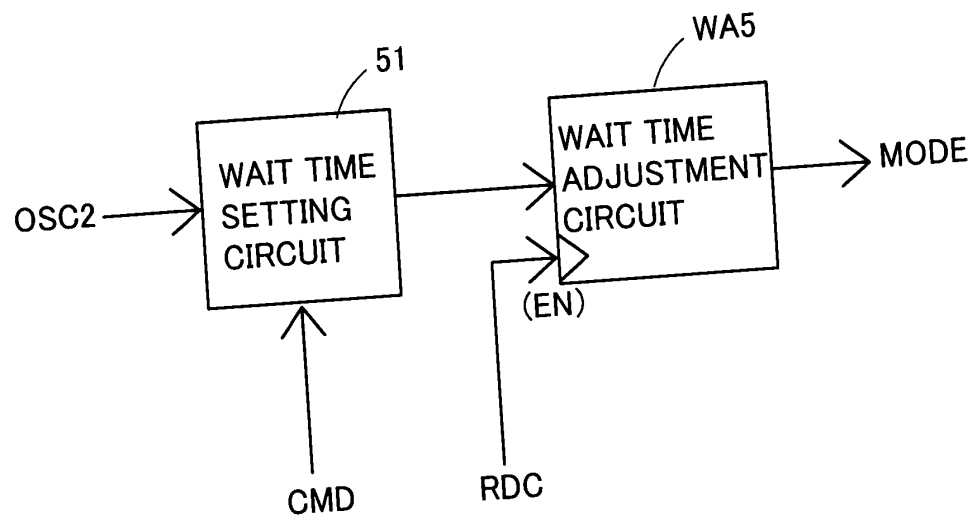 51
WA5
WAIT TIME
SETTING
CIRCUIT
WAIT TIME
ADJUSTMENT
CIRCUIT
OSC2
MODE
(EN)
CMD
RDC